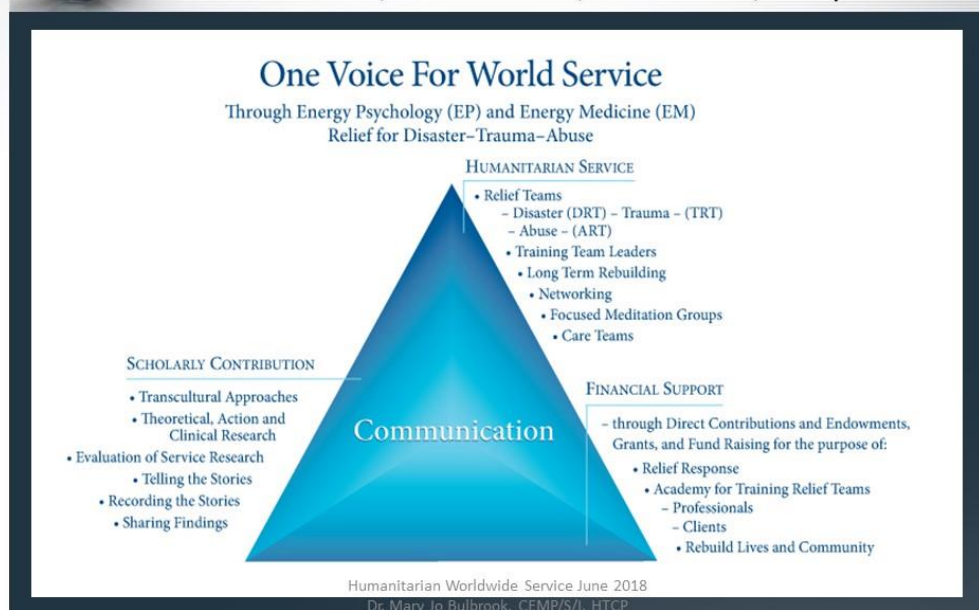 One Voice For World Service
Through Energy Psychology (EP) and Energy Medicine (EM)
Relief for Disaster–Trauma–Abuse
HUMANITARIAN SERVICE
• Relief Teams
– Disaster (DRT) – Trauma – (TRT)
– Abuse – (ART)
• Training Team Leaders
• Long Term Rebuilding
• Networking
• Focused Meditation Groups
• Care Teams
SCHOLARLY CONTRIBUTION
• Transcultural Approaches
• Theoretical, Action and
Clinical Research
• Evaluation of Service Research
• Telling the Stories
• Recording the Stories
• Sharing Findings
Communication
FINANCIAL SUPPORT
– through Direct Contributions and Endowments,
Grants, and Fund Raising for the purpose of:
• Relief Response
• Academy for Training Relief Teams
– Professionals
– Clients
• Rebuild Lives and Community
Humanitarian Worldwide Service June 2018
Dr. Mary Jo Bulbrook, CEMP/S/I, HTCP